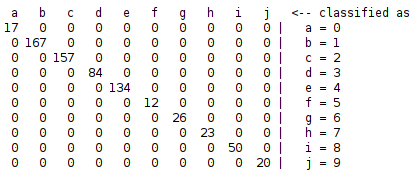 a b c d e f g h i j <-- classified as
17 0 0 0 0 0 0 0 0 0 | a = 0
0 167 0 0 0 0 0 0 0 0 | b = 1
0 0 157 0 0 0 0 0 0 0 | c = 2
0 0 0 84 0 0 0 0 0 0 | d = 3
0 0 0 0 134 0 0 0 0 0 | e = 4
0 0 0 0 0 12 0 0 0 0 | f = 5
0 0 0 0 0 0 26 0 0 0 | g = 6
0 0 0 0 0 0 0 23 0 0 | h = 7
0 0 0 0 0 0 0 0 50 0 | i = 8
0 0 0 0 0 0 0 0 0 20 | j = 9